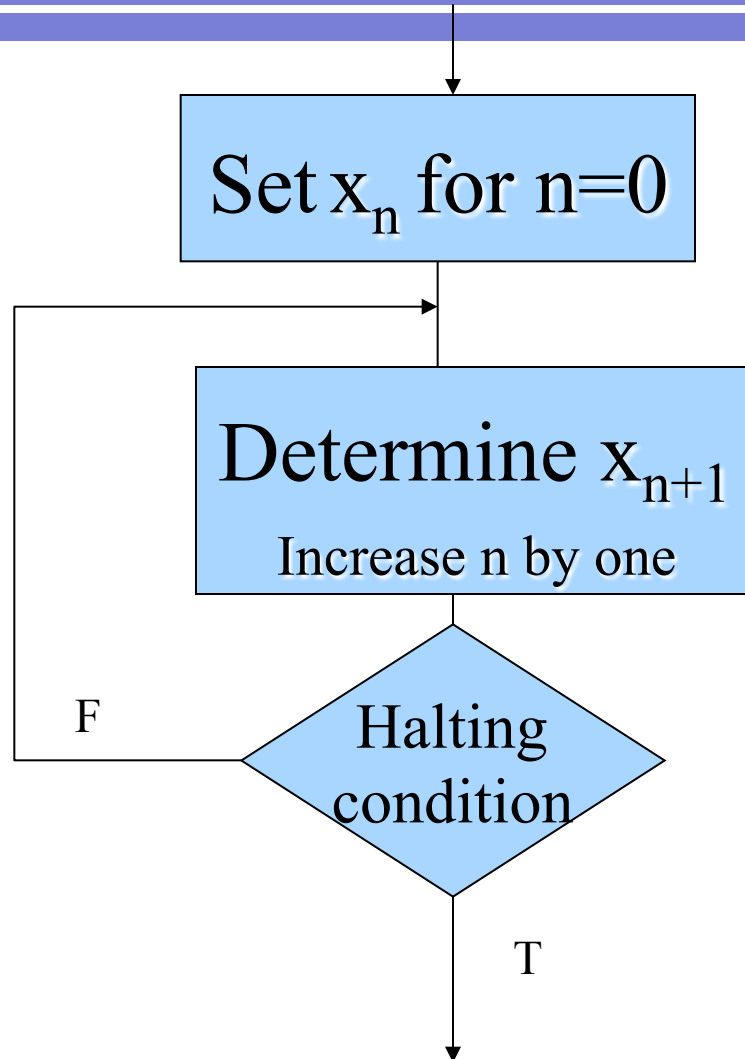 Set xₙ for n=0
Determine xₙ₊₁
Increase n by one
Halting
condition
F
T